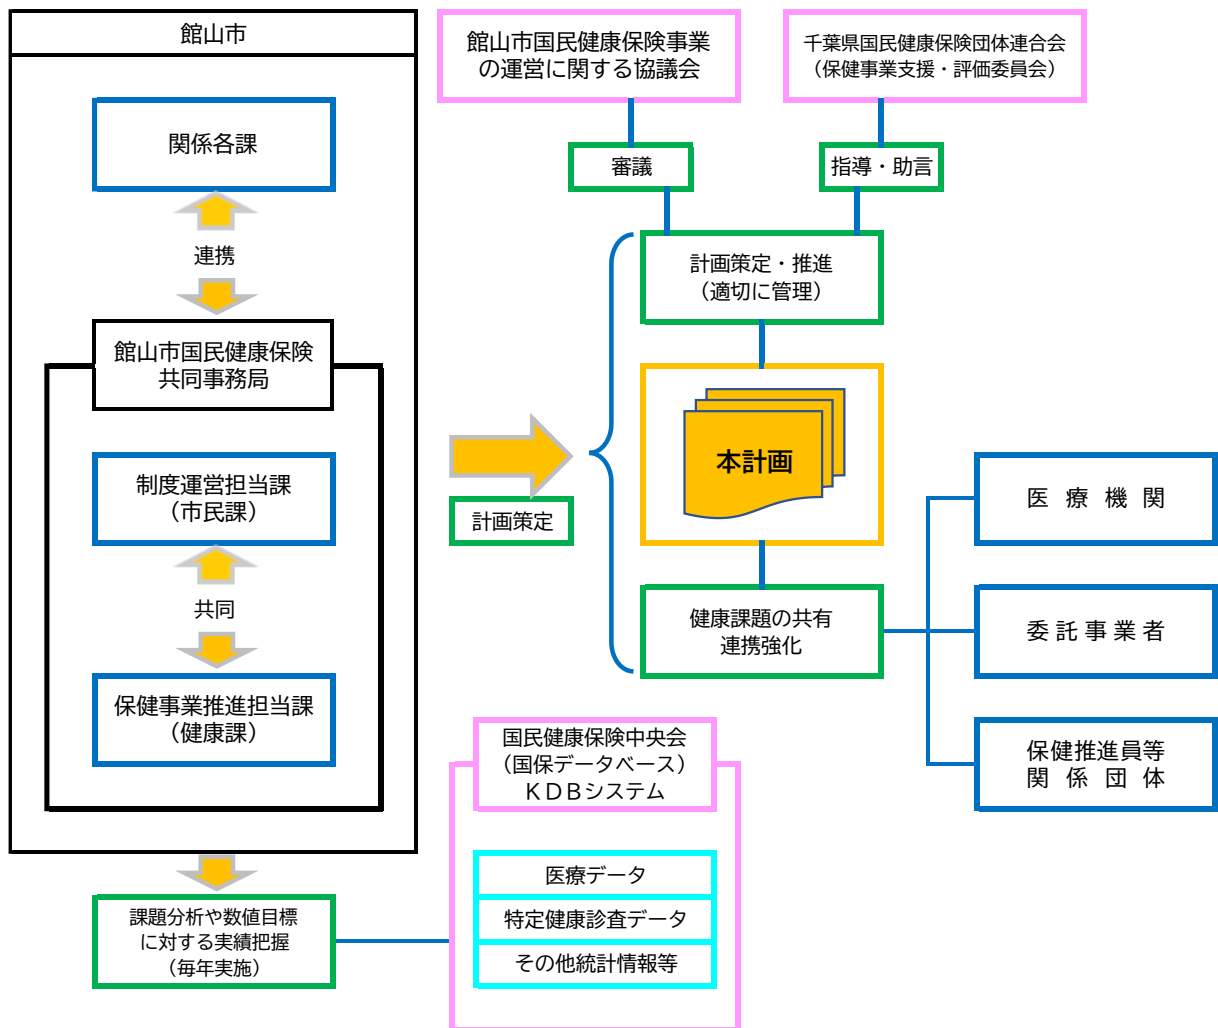 館山市
関係各課
連携
館山市国民健康保険
共同事務局
制度運営担当課
（市民課）
共同
保健事業推進担当課
（健康課）
課題分析や数値目標
に対する実績把握
（毎年実施）
館山市国民健康保険事業
の運営に関する協議会
千葉県国民健康保険団体連合会
（保健事業支援・評価委員会）
審議
指導・助言
計画策定・推進
（適切に管理）
本計画
計画策定
健康課題の共有
連携強化
医療機関
委託事業者
保健推進員等
関係団体
国民健康保険中央会
（国保データベース）
ＫＤＢシステム
医療データ
特定健康診査データ
その他統計情報等